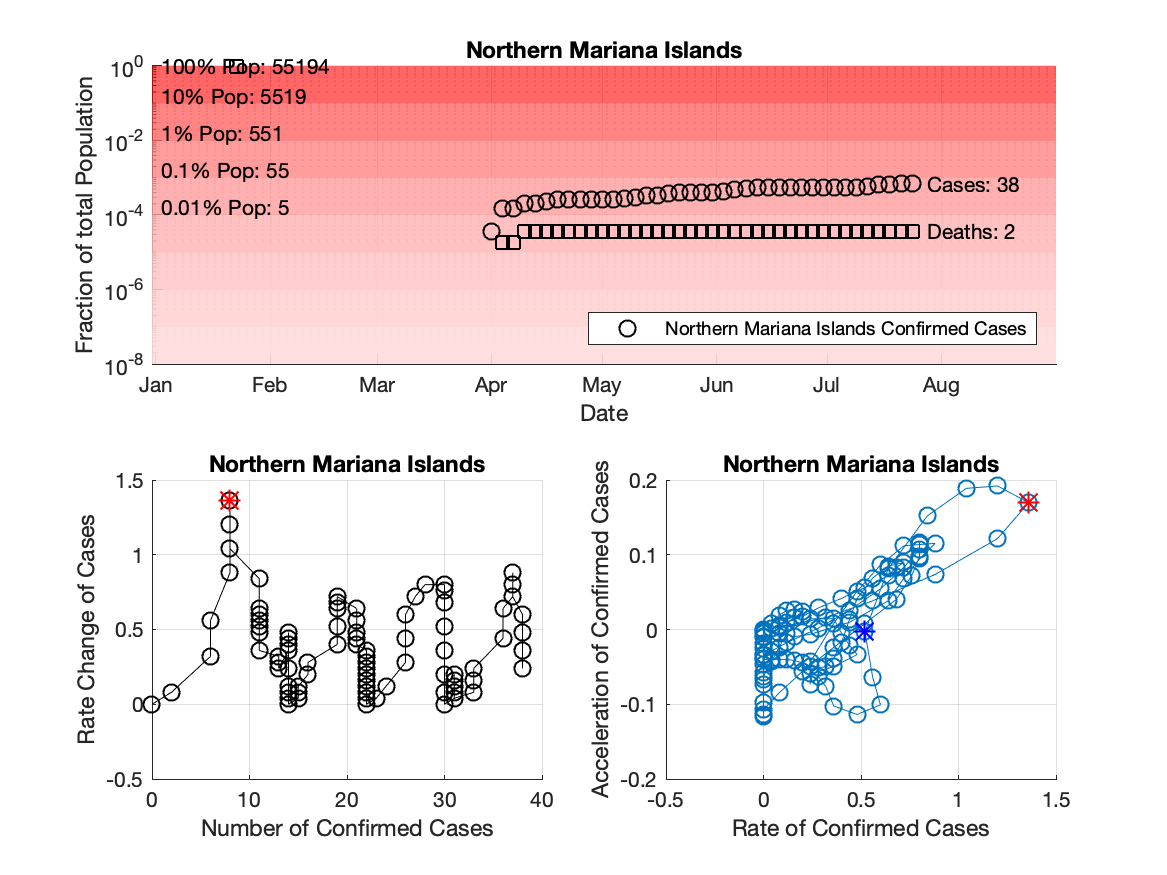 Northern Mariana Islands
Fraction of total Population
10^0
10^-2
10^-4
10^-6
10^-8
100% Pop: 55194
10% Pop: 5519
1% Pop: 551
0.1% Pop: 55
0.01% Pop: 5
Cases: 38
Deaths: 2
Northern Mariana Islands Confirmed Cases
Jan Feb Mar Apr May Jun Jul Aug
Date
Northern Mariana Islands
Rate Change of Cases
1.5
1
0.5
0
-0.5
0 10 20 30 40
Number of Confirmed Cases
Northern Mariana Islands
Acceleration of Confirmed Cases
0.2
0.1
0
-0.1
-0.2
-0.5 0 0.5 1 1.5
Rate of Confirmed Cases